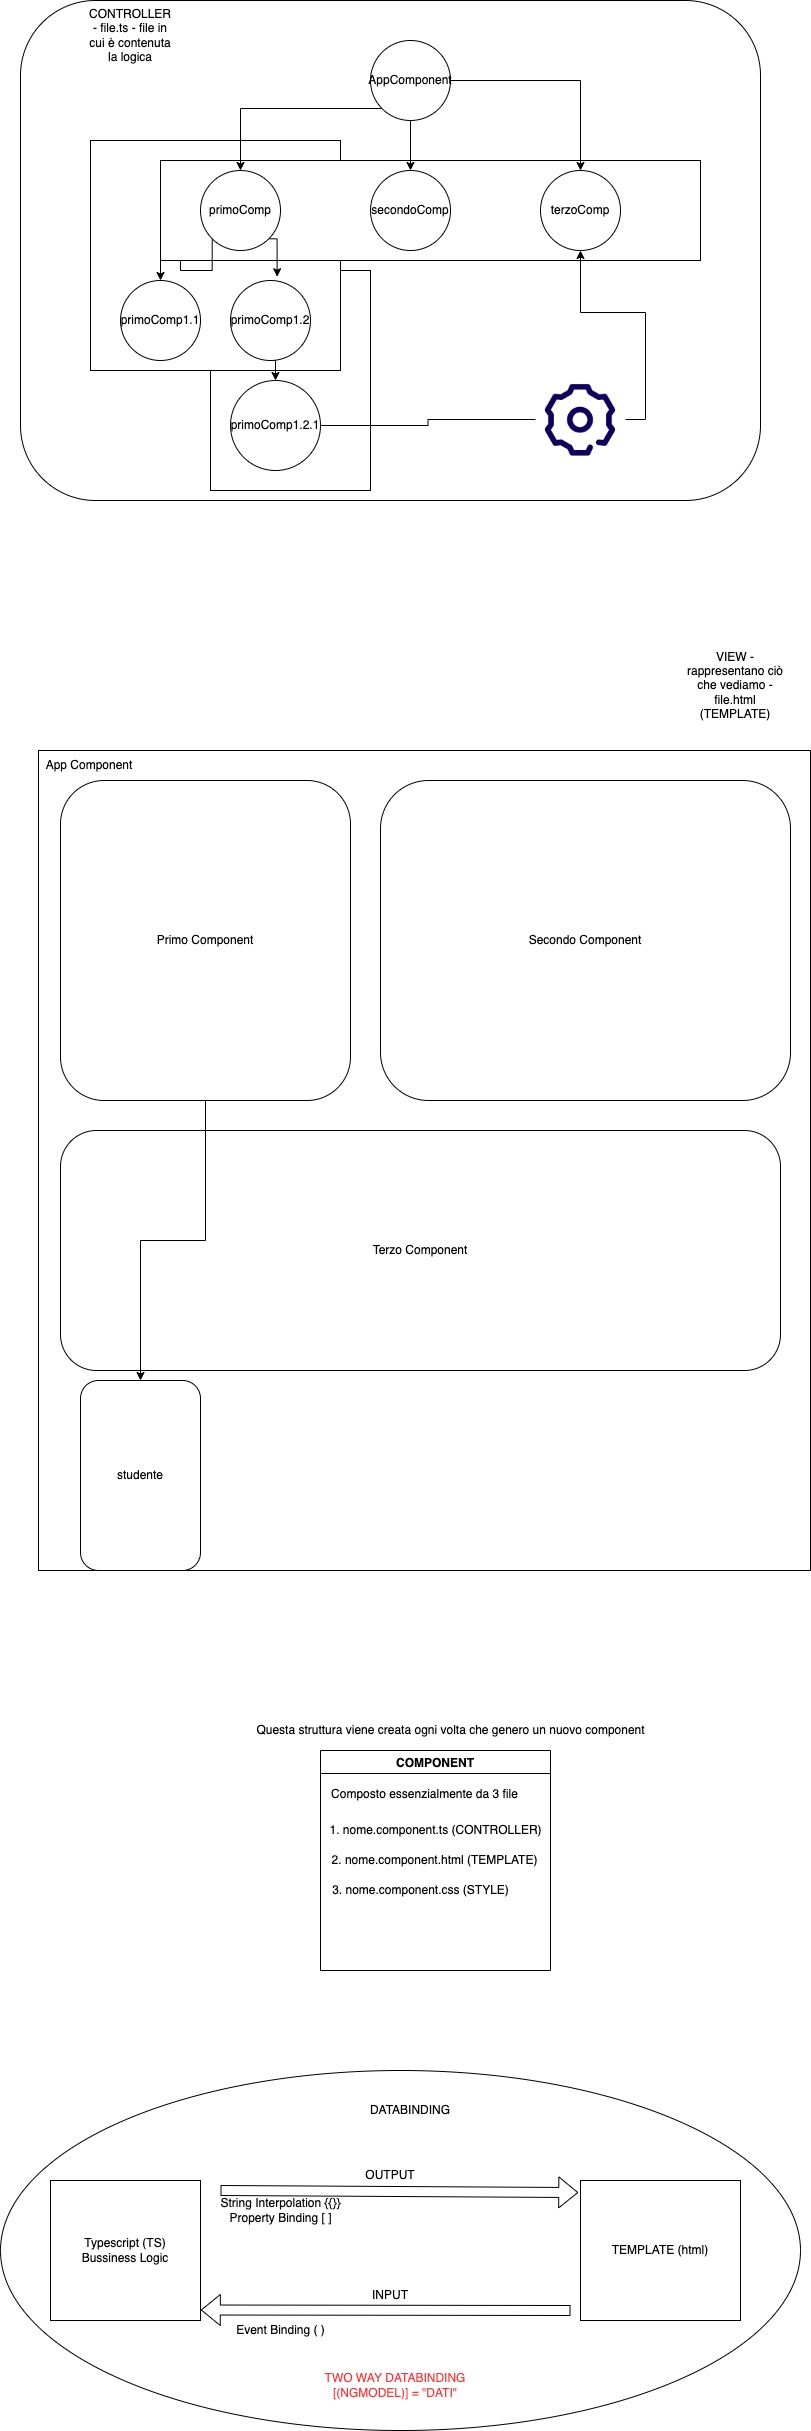 CONTROLLER
- file.ts - file in
cui è contenuta
la logica
AppComponent
primoComp
secondoComp
terzoComp
primoComp1.1
primoComp1.2
primoComp1.2.1
VIEW -
rappresentano ciò
che vediamo -
file.html
(TEMPLATE)
App Component
Primo Component
Secondo Component
Terzo Component
studente
Questa struttura viene creata ogni volta che genero un nuovo component
COMPONENT
Composto essenzialmente da 3 file
1. nome.component.ts (CONTROLLER)
2. nome.component.html (TEMPLATE)
3. nome.component.css (STYLE)
DATABINDING
OUTPUT
String Interpolation {{}}
Property Binding [ ]
Typescript (TS)
Bussiness Logic
TEMPLATE (html)
INPUT
Event Binding ( )
TWO WAY DATABINDING
[(NGMODEL)] = "DATI"